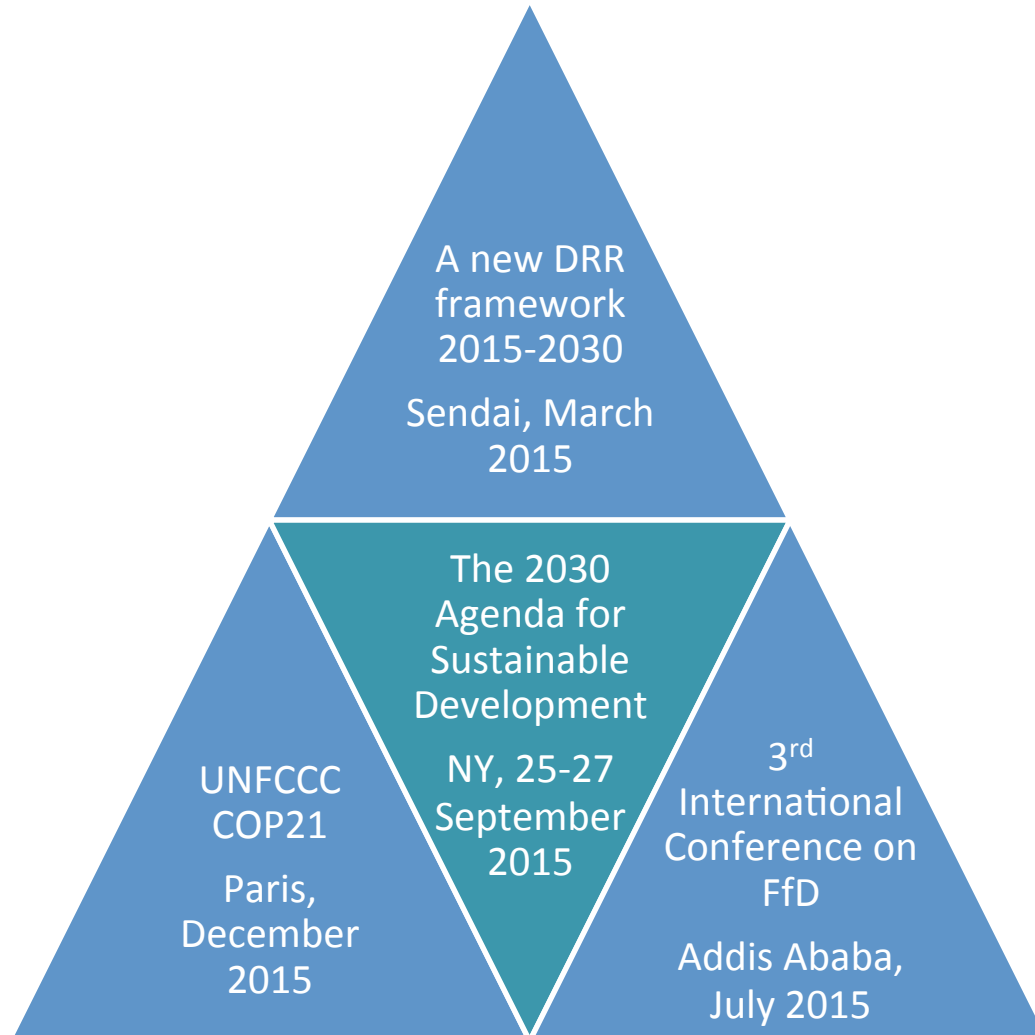 A new DRR
framework
2015-2030
Sendai, March
2015
The 2030
Agenda for
Sustainable
Development
NY, 25-27
September
2015
UNFCCC
COP21
Paris,
December
2015
3rd
International
Conference on
FfD
Addis Ababa,
July 2015